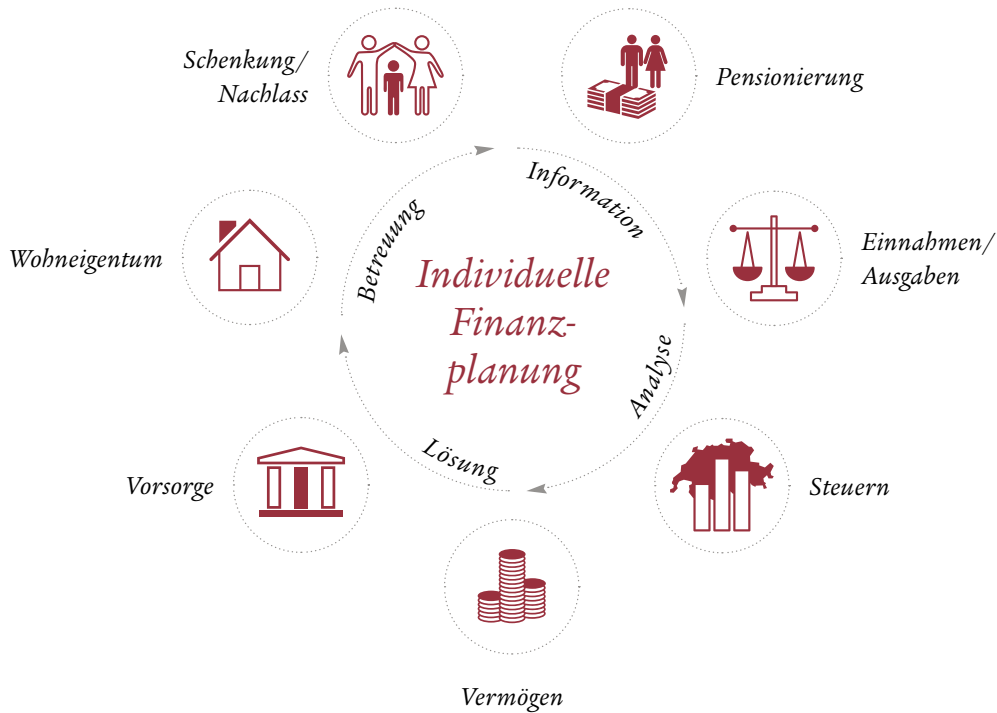 Schenkung/
Nachlass
Pensionierung
Information
Betreuung
Wohneigentum
Einnahmen/
Ausgaben
Individuelle
Finanz-
planung
Analyse
Lösung
Vorsorge
Steuern
Vermögen